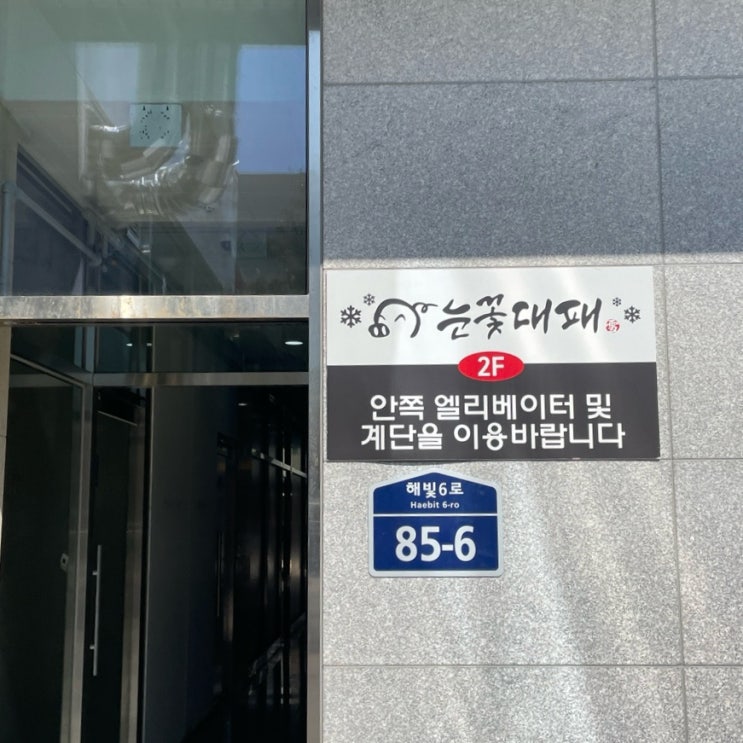 눈꽃대패
2F
안쪽 엘리베이터 및
계단을 이용바랍니다
해빛6로
Haebit 6-ro
85-6